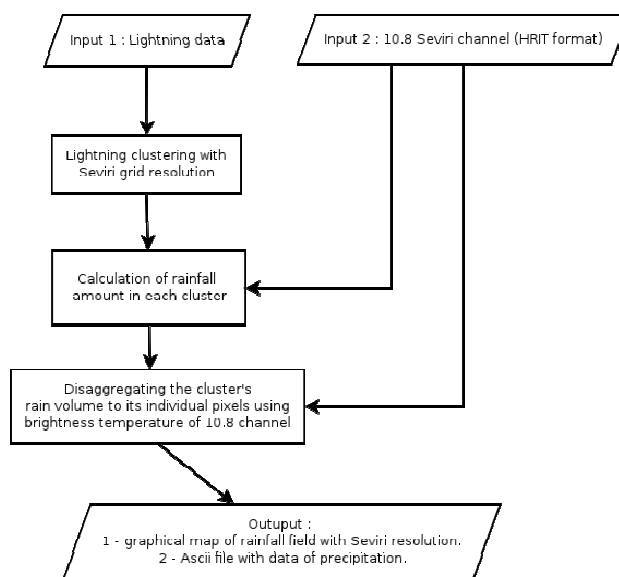 Input 1 : Lightning data
Input 2 : 10.8 Seviri channel (HRIT format)
Lightning clustering with
Seviri grid resolution
Calculation of rainfall
amount in each cluster
Disaggregating the cluster's
rain volume to its individual pixels using
brightness temperature of 10.8 channel
Outuput :
1 - graphical map of rainfall field with Seviri resolution.
2 - Ascii file with data of precipitation.